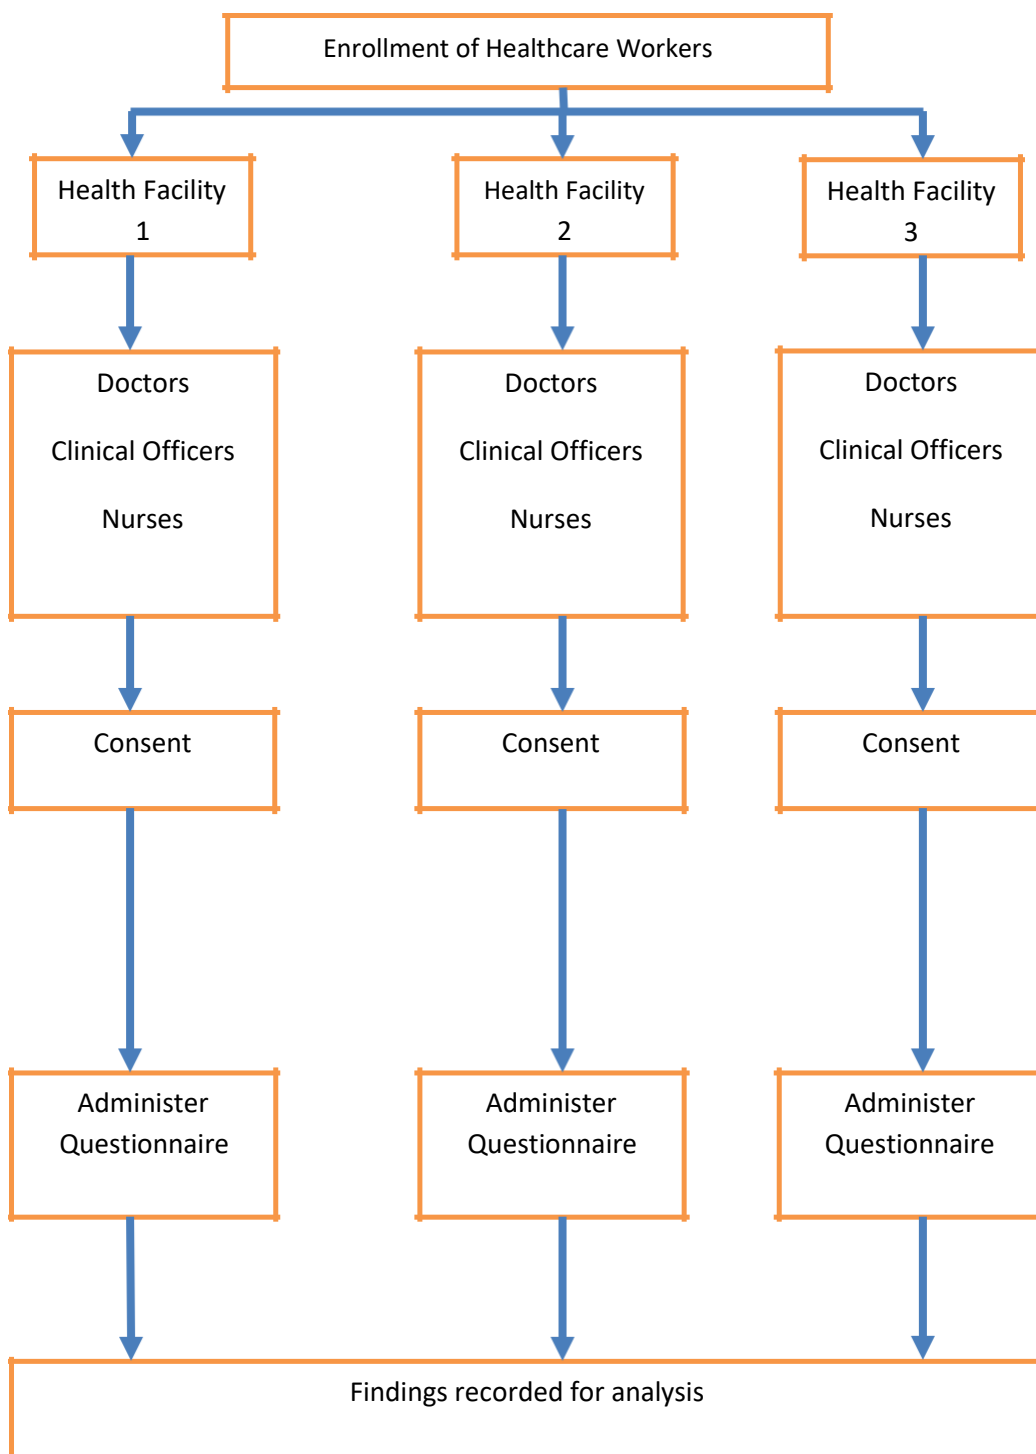 Enrollment of Healthcare Workers
Health Facility
1
Health Facility
2
Health Facility
3
Doctors
Clinical Officers
Nurses
Doctors
Clinical Officers
Nurses
Doctors
Clinical Officers
Nurses
Consent
Consent
Consent
Administer
Questionnaire
Administer
Questionnaire
Administer
Questionnaire
Findings recorded for analysis